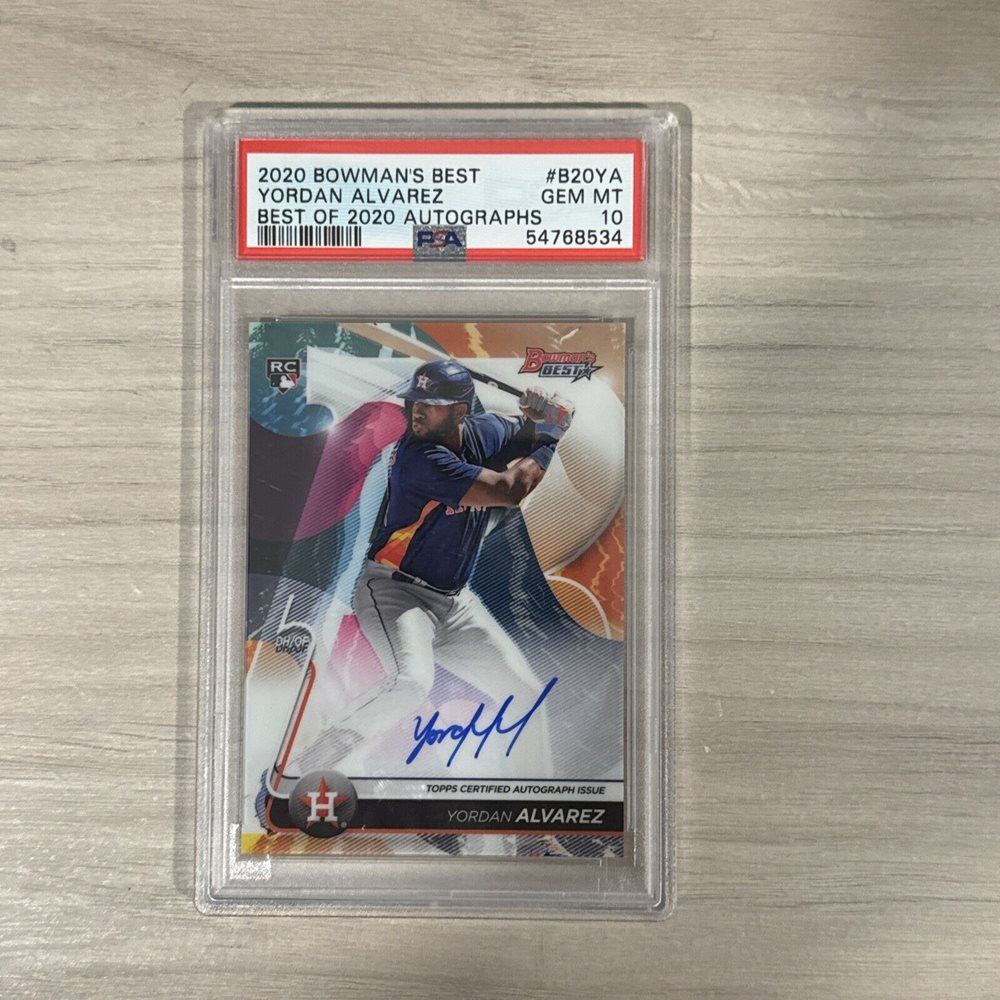 2020 BOWMAN'S BEST #B20YA
YORDAN ALVAREZ GEM MT
BEST OF 2020 AUTOGRAPHS 10
PSA 54768534
RC
Bowman's
BEST
H
DH/OF
Yord
TOPPS CERTIFIED AUTOGRAPH ISSUE
H
YORDAN ALVAREZ